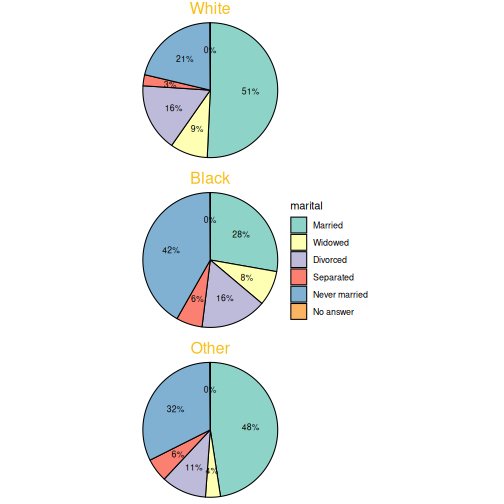 White
0%
21%
3%
51%
16%
9%
Black
0%
28%
42%
8%
6%
16%
marital
Married
Widowed
Divorced
Separated
Never married
No answer
Other
0%
32%
48%
6%
11%
4%